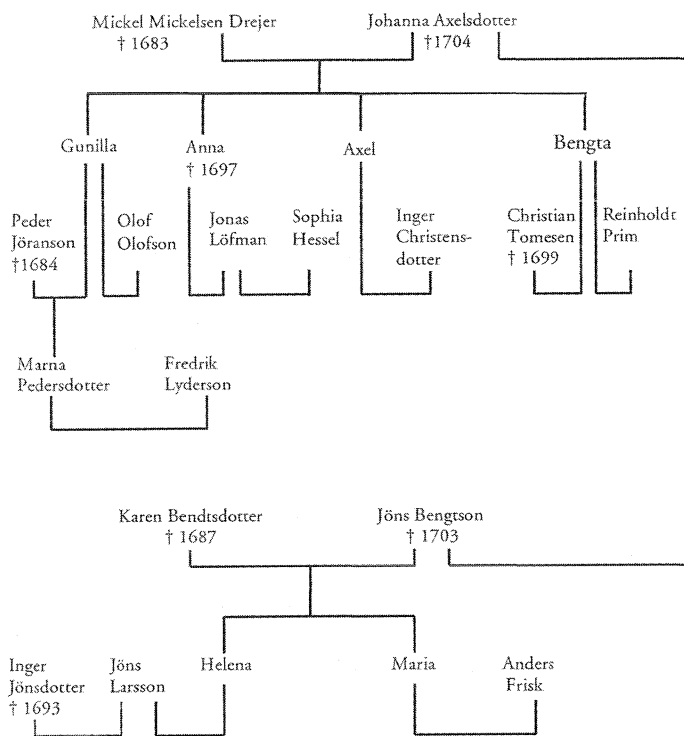 Mickel Mickelsen Drejer
† 1683
Johanna Axelsdotter
†1704
Gunilla
Anna
† 1697
Axel
Bengta
Peder
Jöranson
†1684
Olof
Olofson
Jonas
Löfman
Sophia
Hessel
Inger
Christens-
dotter
Christian
Tomesen
† 1699
Reinholdt
Prim
Marna
Pedersdotter
Fredrik
Lyderson
Karen Bendtsdotter
† 1687
Jöns Bengtson
† 1703
Inger
Jönsdotter
† 1693
Jöns
Larsson
Helena
Maria
Anders
Frisk